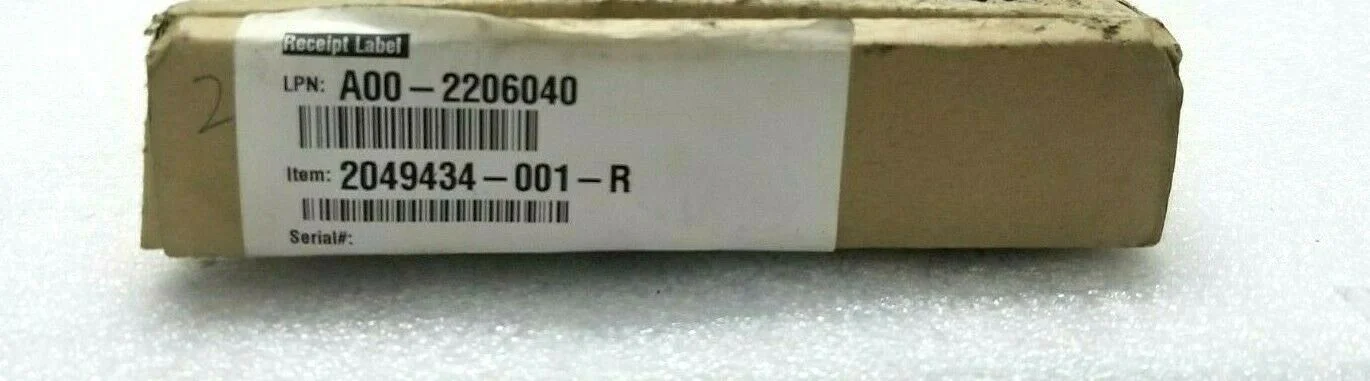 Receipt Label
LPN: A00-2206040
2
Item: 2049434-001-R
Serial#: